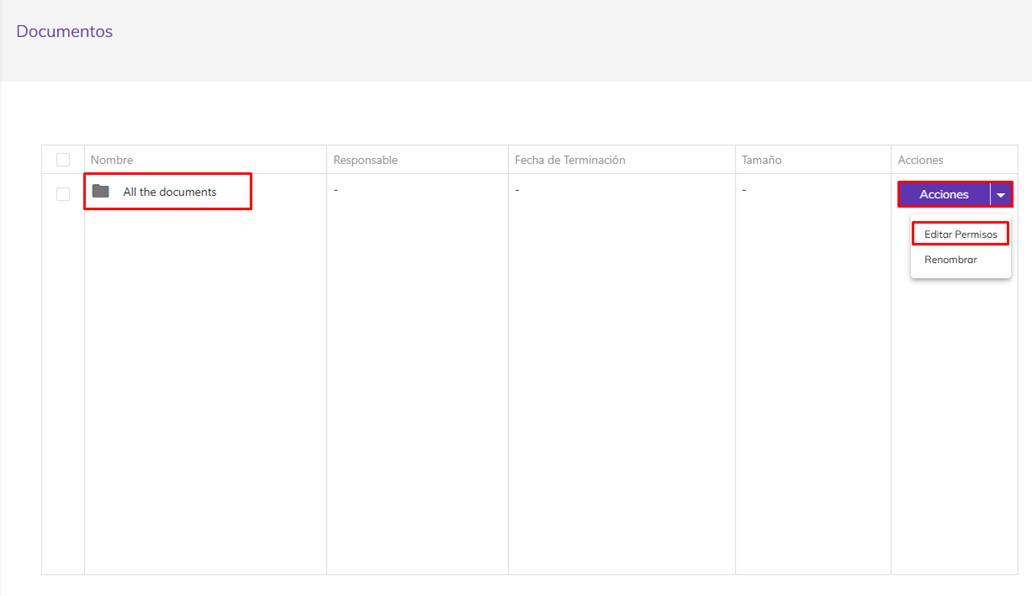 Documentos
Nombre Responsable Fecha de Terminación Tamaño Acciones
All the documents - - - Acciones
Editar Permisos
Renombrar